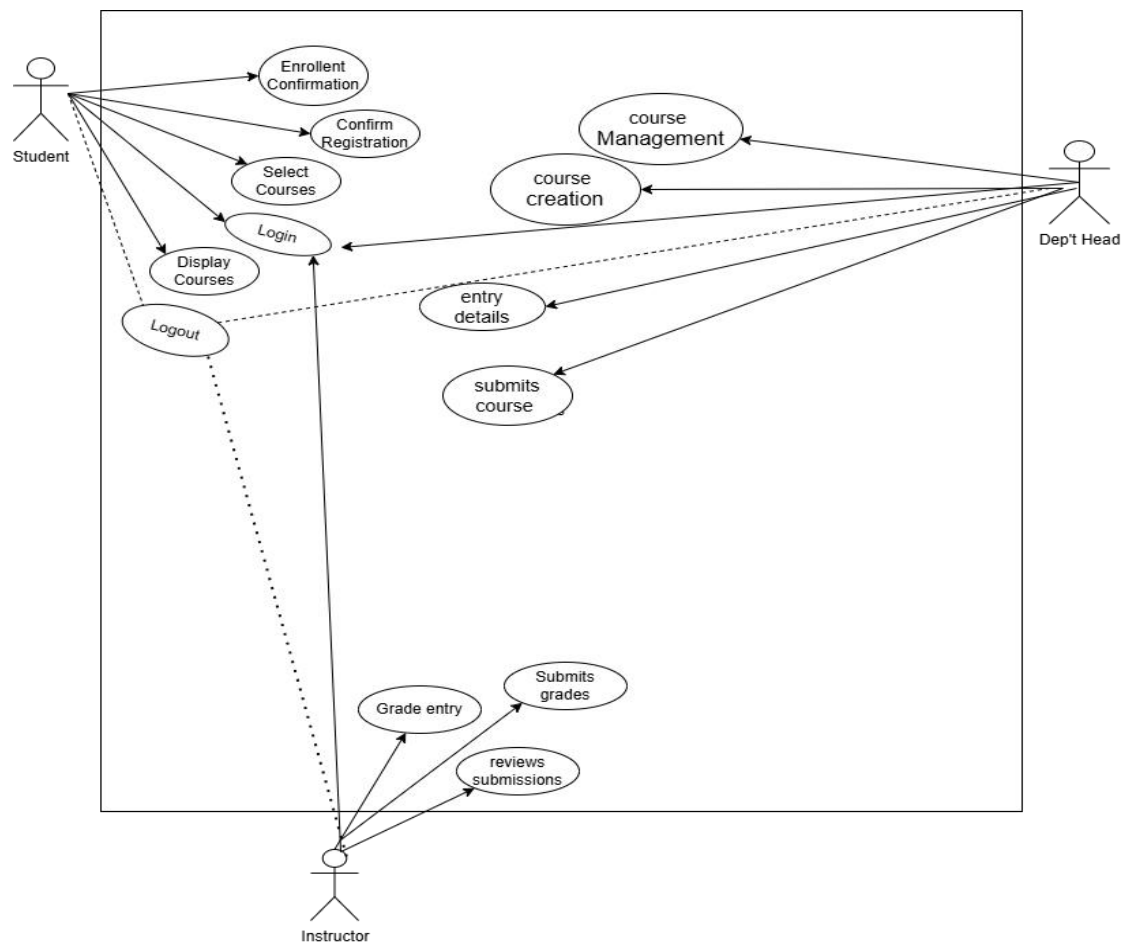 Enrollent
Confirmation
Student
Confirm
Registration
Select
Courses
Login
Display
Courses
Logout
course
Management
course
creation
Dep't Head
entry
details
submits
course
Submits
grades
Grade entry
reviews
submissions
Instructor